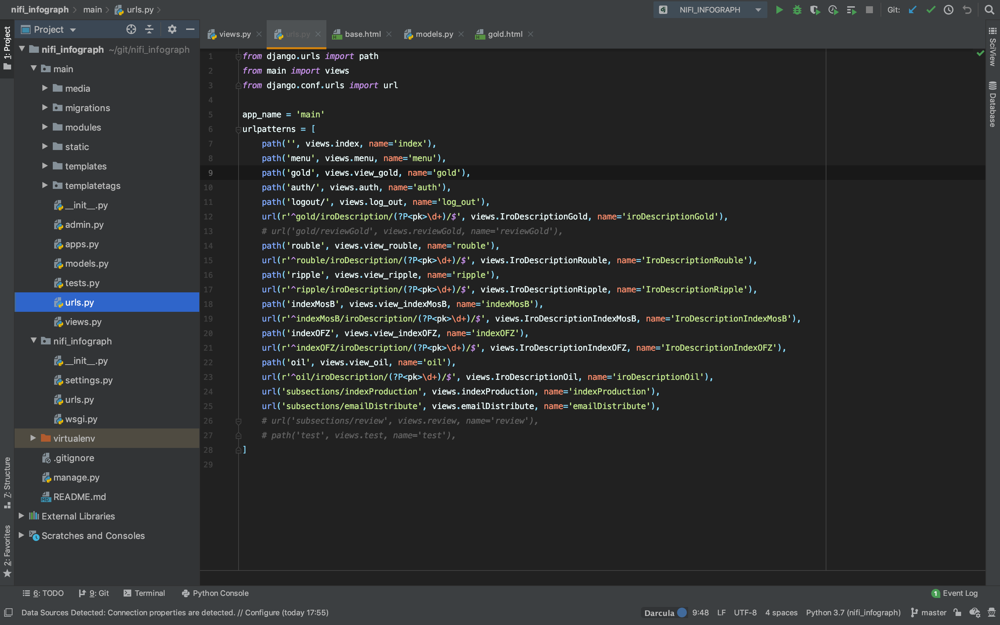 nifi_infograph main urls.py
NIFI_INFOGRAPH Git:
1: Project
Project
nifi_infograph ~/git/nifi_infograph
main
media
migrations
modules
static
templates
templatetags
__init__.py
admin.py
apps.py
models.py
tests.py
urls.py
views.py
nifi_infograph
__init__.py
settings.py
urls.py
wsgi.py
virtualenv
.gitignore
manage.py
README.md
External Libraries
Scratches and Consoles
7: Structure
2: Favorites
views.py urls.py base.html models.py gold.html
1 from django.urls import path
2 from main import views
3 from django.conf.urls import url
4
5 app_name = 'main'
6 urlpatterns = [
7 path('', views.index, name='index'),
8 path('menu', views.menu, name='menu'),
9 path('gold', views.view_gold, name='gold'),
10 path('auth/', views.auth, name='auth'),
11 path('logout/', views.log_out, name='log_out'),
12 url(r'^gold/iroDescription/(?P<pk>\d+)/$', views.IroDescriptionGold, name='iroDescriptionGold'),
13 # url('gold/reviewGold', views.reviewGold, name='reviewGold'),
14 path('rouble', views.view_rouble, name='rouble'),
15 url(r'^rouble/iroDescription/(?P<pk>\d+)/$', views.IroDescriptionRouble, name='IroDescriptionRouble'),
16 path('ripple', views.view_ripple, name='ripple'),
17 url(r'^ripple/iroDescription/(?P<pk>\d+)/$', views.IroDescriptionRipple, name='IroDescriptionRipple'),
18 path('indexMosB', views.view_indexMosB, name='indexMosB'),
19 url(r'^indexMosB/iroDescription/(?P<pk>\d+)/$', views.IroDescriptionIndexMosB, name='IroDescriptionIndexMosB'),
20 path('indexOFZ', views.view_indexOFZ, name='indexOFZ'),
21 url(r'^indexOFZ/iroDescription/(?P<pk>\d+)/$', views.IroDescriptionIndexOFZ, name='IroDescriptionIndexOFZ'),
22 path('oil', views.view_oil, name='oil'),
23 url(r'^oil/iroDescription/(?P<pk>\d+)/$', views.IroDescriptionOil, name='iroDescriptionOil'),
24 url('subsections/indexProduction', views.indexProduction, name='indexProduction'),
25 url('subsections/emailDistribute', views.emailDistribute, name='emailDistribute'),
26 # url('subsections/review', views.review, name='review'),
27 # path('test', views.test, name='test'),
28 ]
29
SciView
Database
6: TODO 9: Git Terminal Python Console 1 Event Log
Data Sources Detected: Connection properties are detected. // Configure (today 17:55) Darcula 9:48 LF UTF-8 4 spaces Python 3.7 (nifi_infograph) master